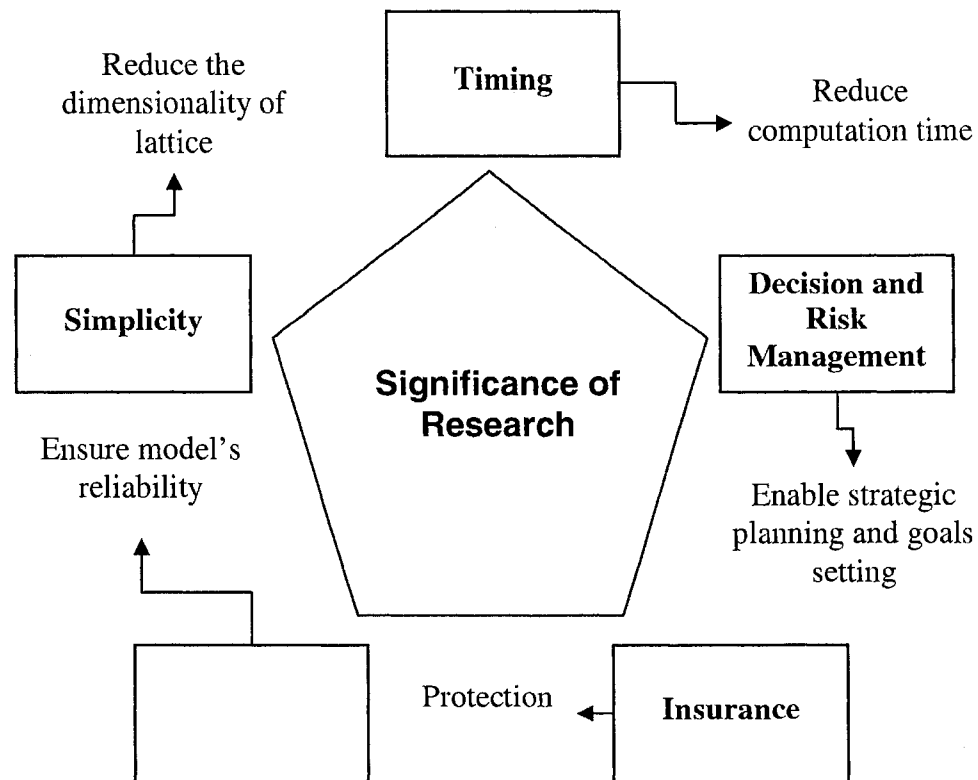 Timing
Reduce the
dimensionality of
lattice
Reduce
computation time
Simplicity
Decision and
Risk
Management
Significance of
Research
Ensure model's
reliability
Enable strategic
planning and goals
setting
Protection
Insurance